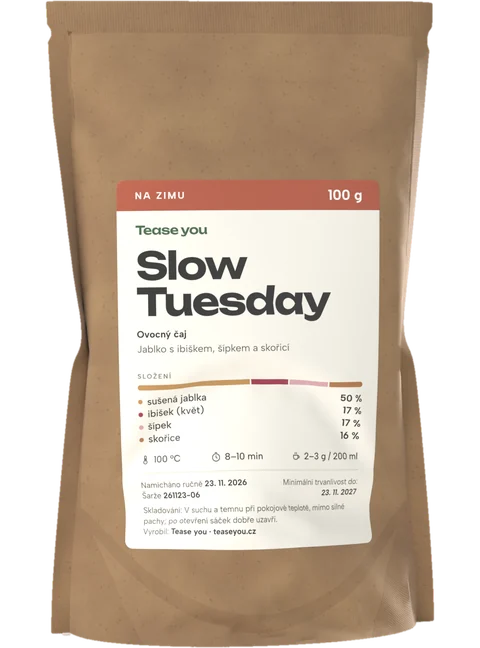 NA ZIMU
100 g
Tease you
Slow
Tuesday
Ovocný čaj
Jablko s ibiškem, šípkem a skořicí
SLOŽENÍ
sušená jablka 50 %
ibišek (květ) 17 %
šípek 17 %
skořice 16 %
100 °C 8–10 min 2–3 g / 200 ml
Namícháno ručně 23. 11. 2026
Šarže 261123-06
Minimální trvanlivost do:
23. 11. 2027
Skladování: V suchu a temnu při pokojové teplotě, mimo silné
pachy; po otevření sáček dobře uzavři.
Vyrobil: Tease you · teaseyou.cz